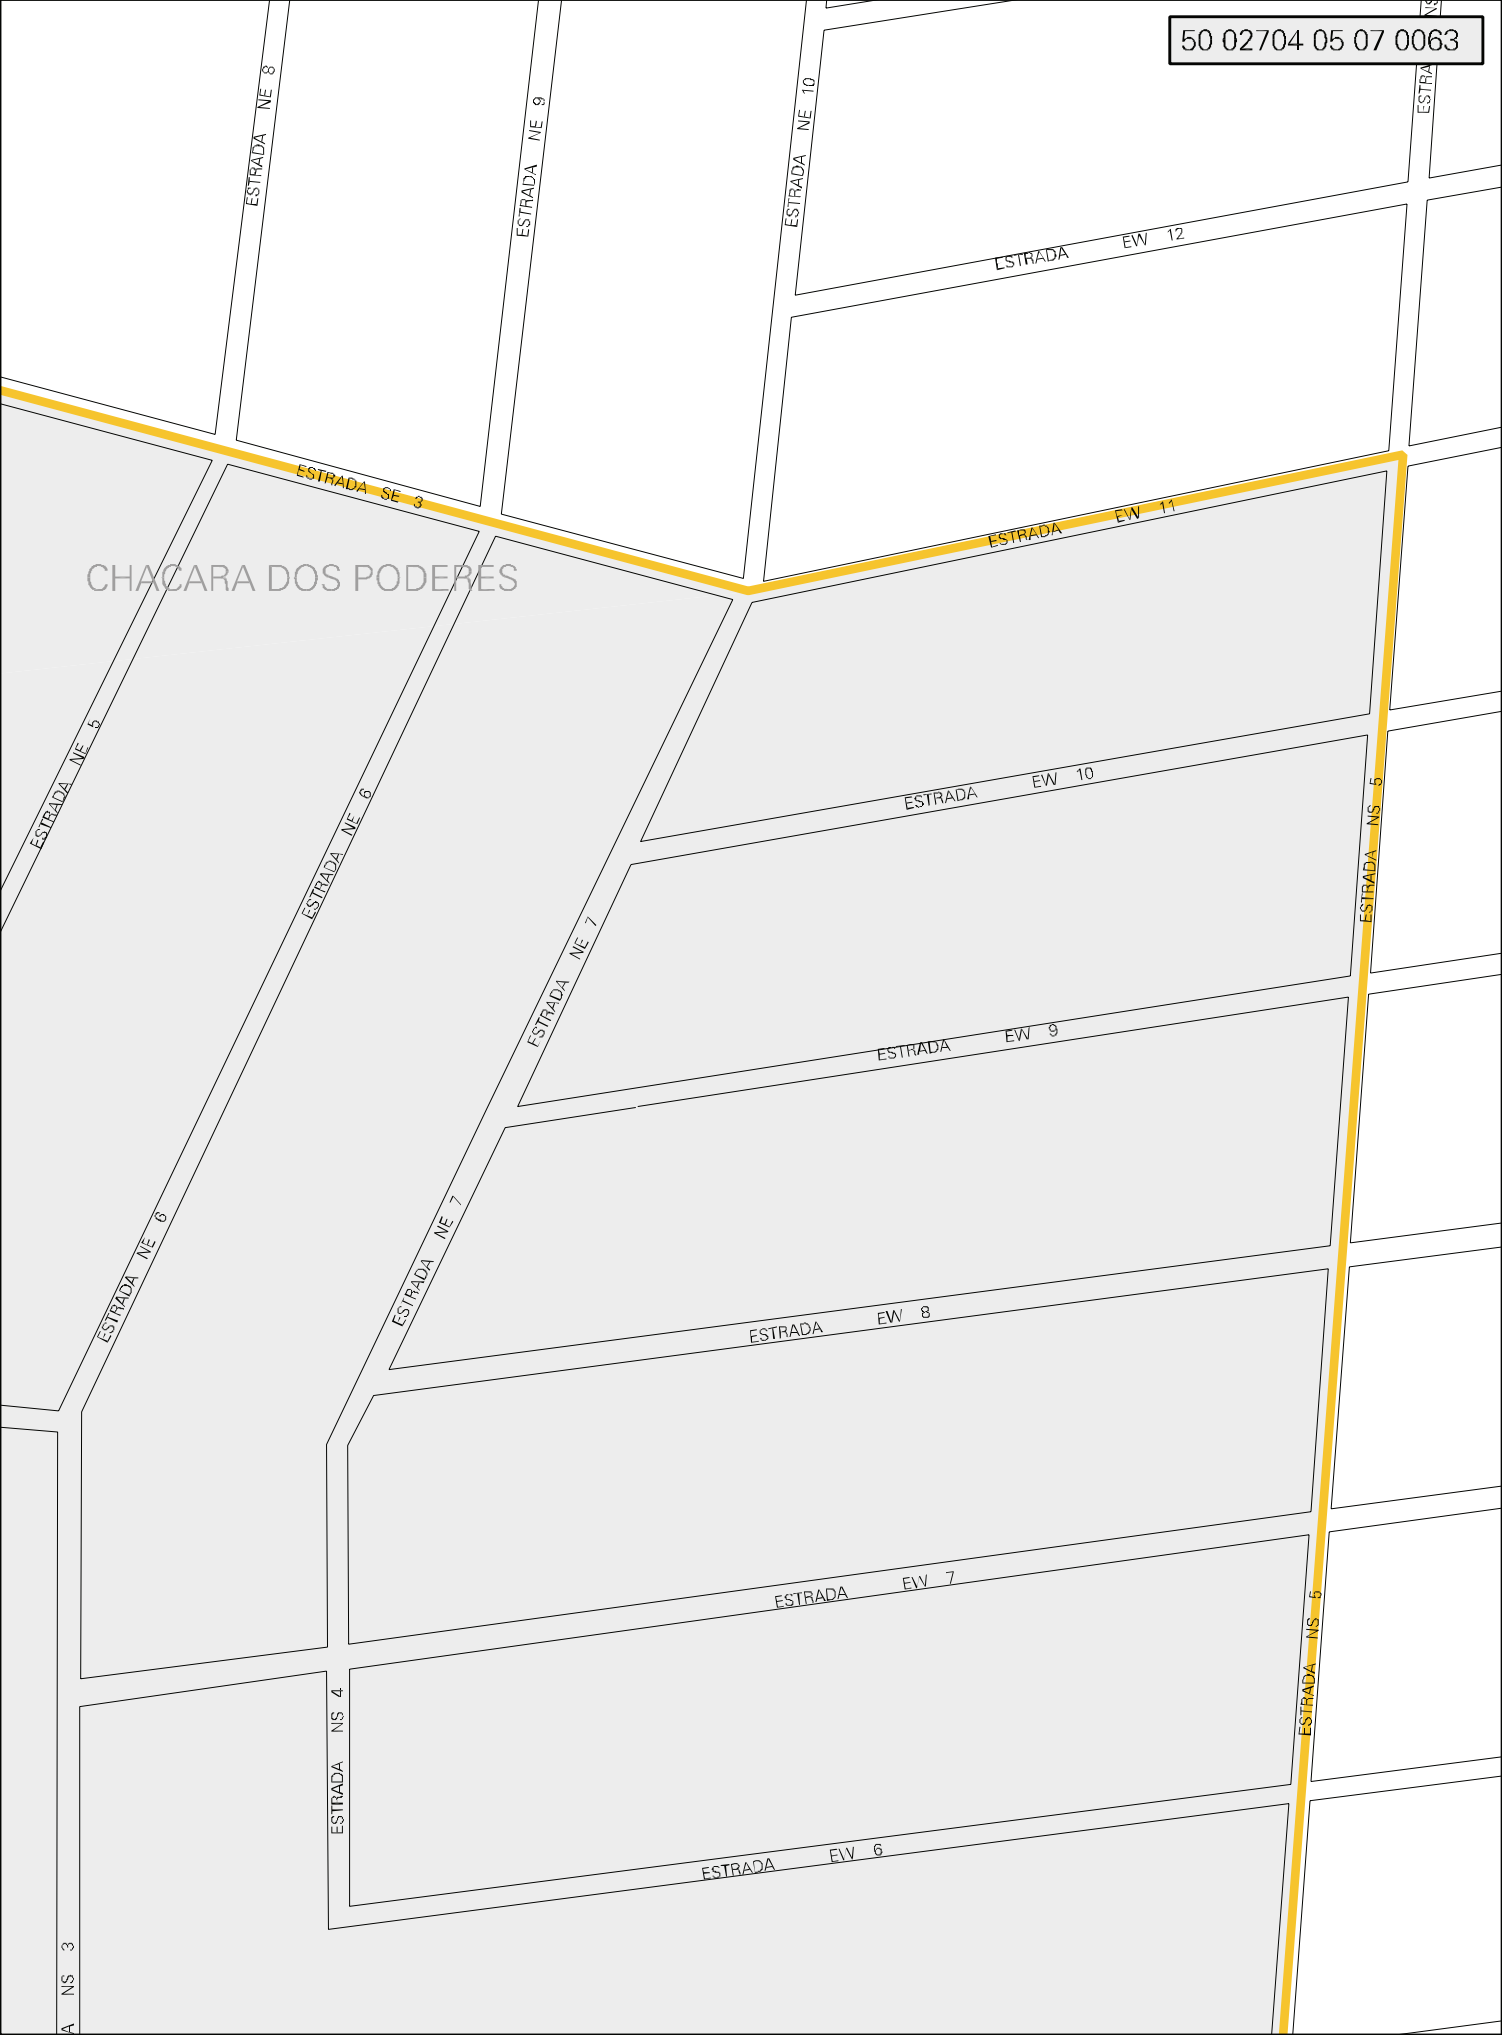 50 02704 05 07 0063
ESTRADA NE 8
ESTRADA NE 9
ESTRADA NE 10
ESTRADA EW 12
ESTRADA SE 3
ESTRADA EW 11
CHACARA DOS PODERES
ESTRADA NE 5
ESTRADA NE 6
ESTRADA EW 10
ESTRADA NS 5
ESTRADA NE 7
ESTRADA EW 9
ESTRADA NE 6
ESTRADA NE 7
ESTRADA EW 8
ESTRADA EW 7
ESTRADA NS 5
ESTRADA NS 4
ESTRADA EW 6
A NS 3